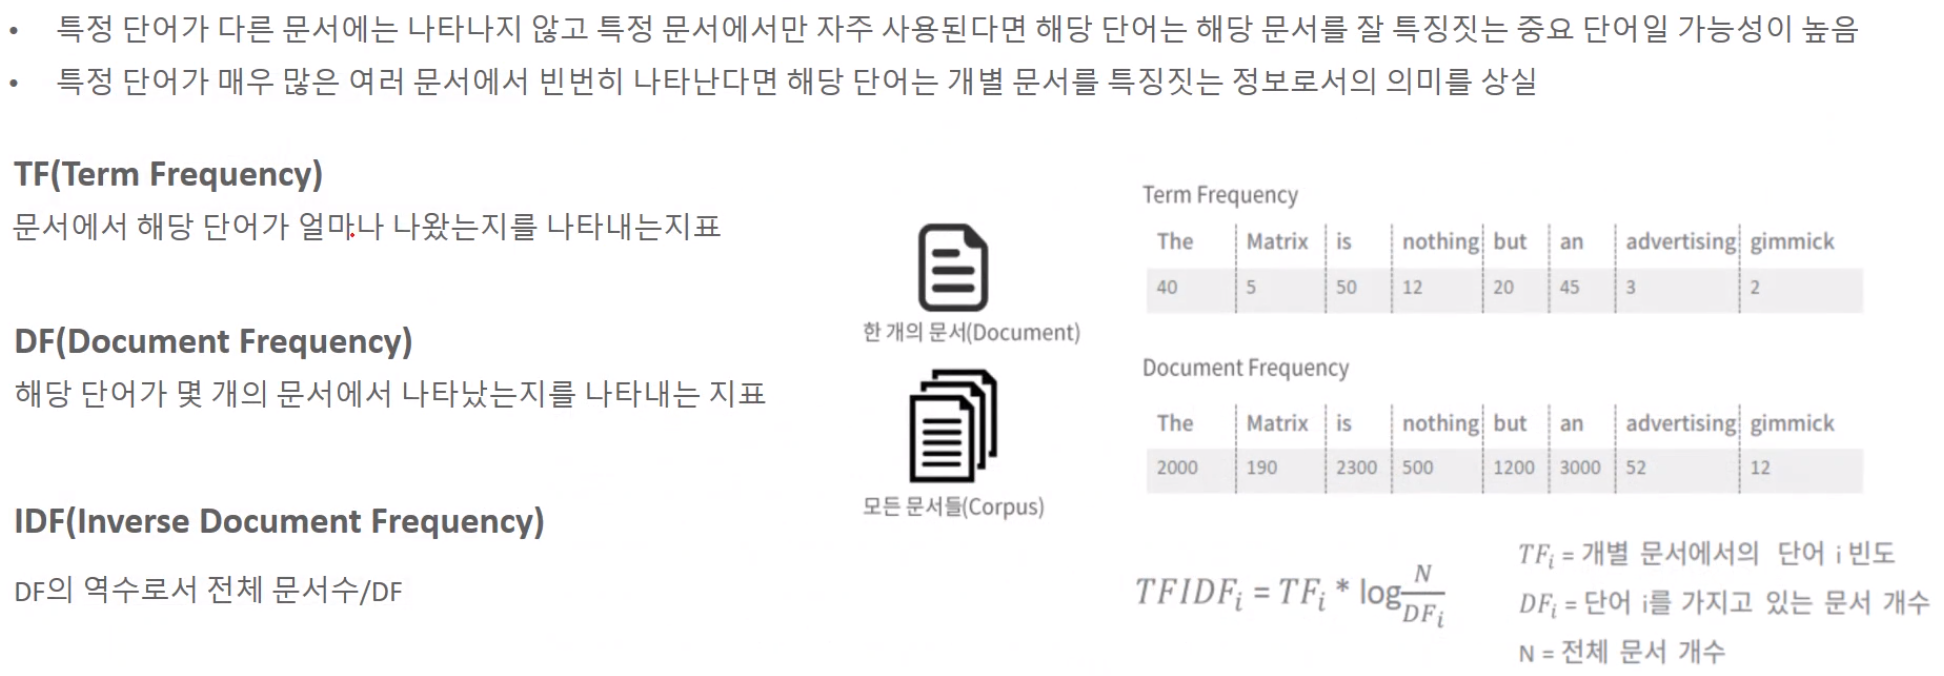 • 특정 단어가 다른 문서에는 나타나지 않고 특정 문서에서만 자주 사용된다면 해당 단어는 해당 문서를 잘 특징짓는 중요 단어일 가능성이 높음
• 특정 단어가 매우 많은 여러 문서에서 빈번히 나타난다면 해당 단어는 개별 문서를 특징짓는 정보로서의 의미를 상실
TF(Term Frequency)
문서에서 해당 단어가 얼마나 나왔는지를 나타내는지표
DF(Document Frequency)
해당 단어가 몇 개의 문서에서 나타났는지를 나타내는 지표
IDF(Inverse Document Frequency)
DF의 역수로서 전체 문서수/DF
한 개의 문서(Document)
모든 문서들(Corpus)
Term Frequency
The Matrix is nothing but an advertising gimmick
40 5 50 12 20 45 3 2
Document Frequency
The Matrix is nothing but an advertising gimmick
2000 190 2300 500 1200 3000 52 12
TFIDFᵢ = TFᵢ * log N/DFᵢ
TFᵢ = 개별 문서에서의 단어 i 빈도
DFᵢ = 단어 i를 가지고 있는 문서 개수
N = 전체 문서 개수